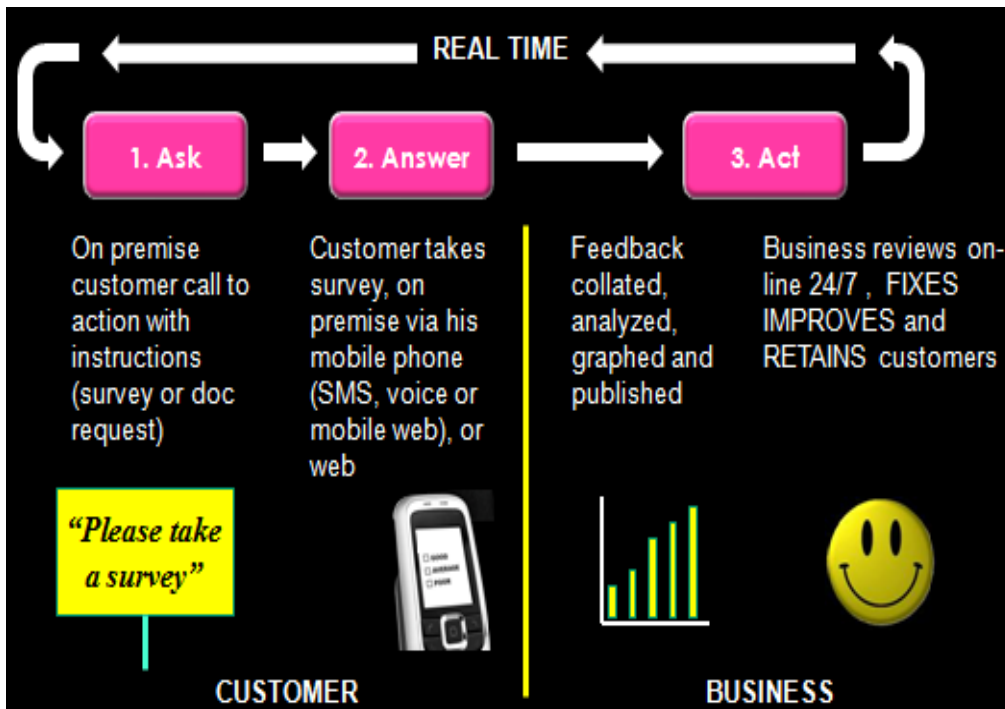 REAL TIME
1. Ask
2. Answer
3. Act
On premise
customer call to
action with
instructions
(survey or doc
request)
Customer takes
survey, on
premise via his
mobile phone
(SMS, voice or
mobile web), or
web
Feedback
collated,
analyzed,
graphed and
published
Business reviews on-
line 24/7 , FIXES
IMPROVES and
RETAINS customers
“Please take
a survey”
GOOD
AVERAGE
POOR
CUSTOMER
BUSINESS